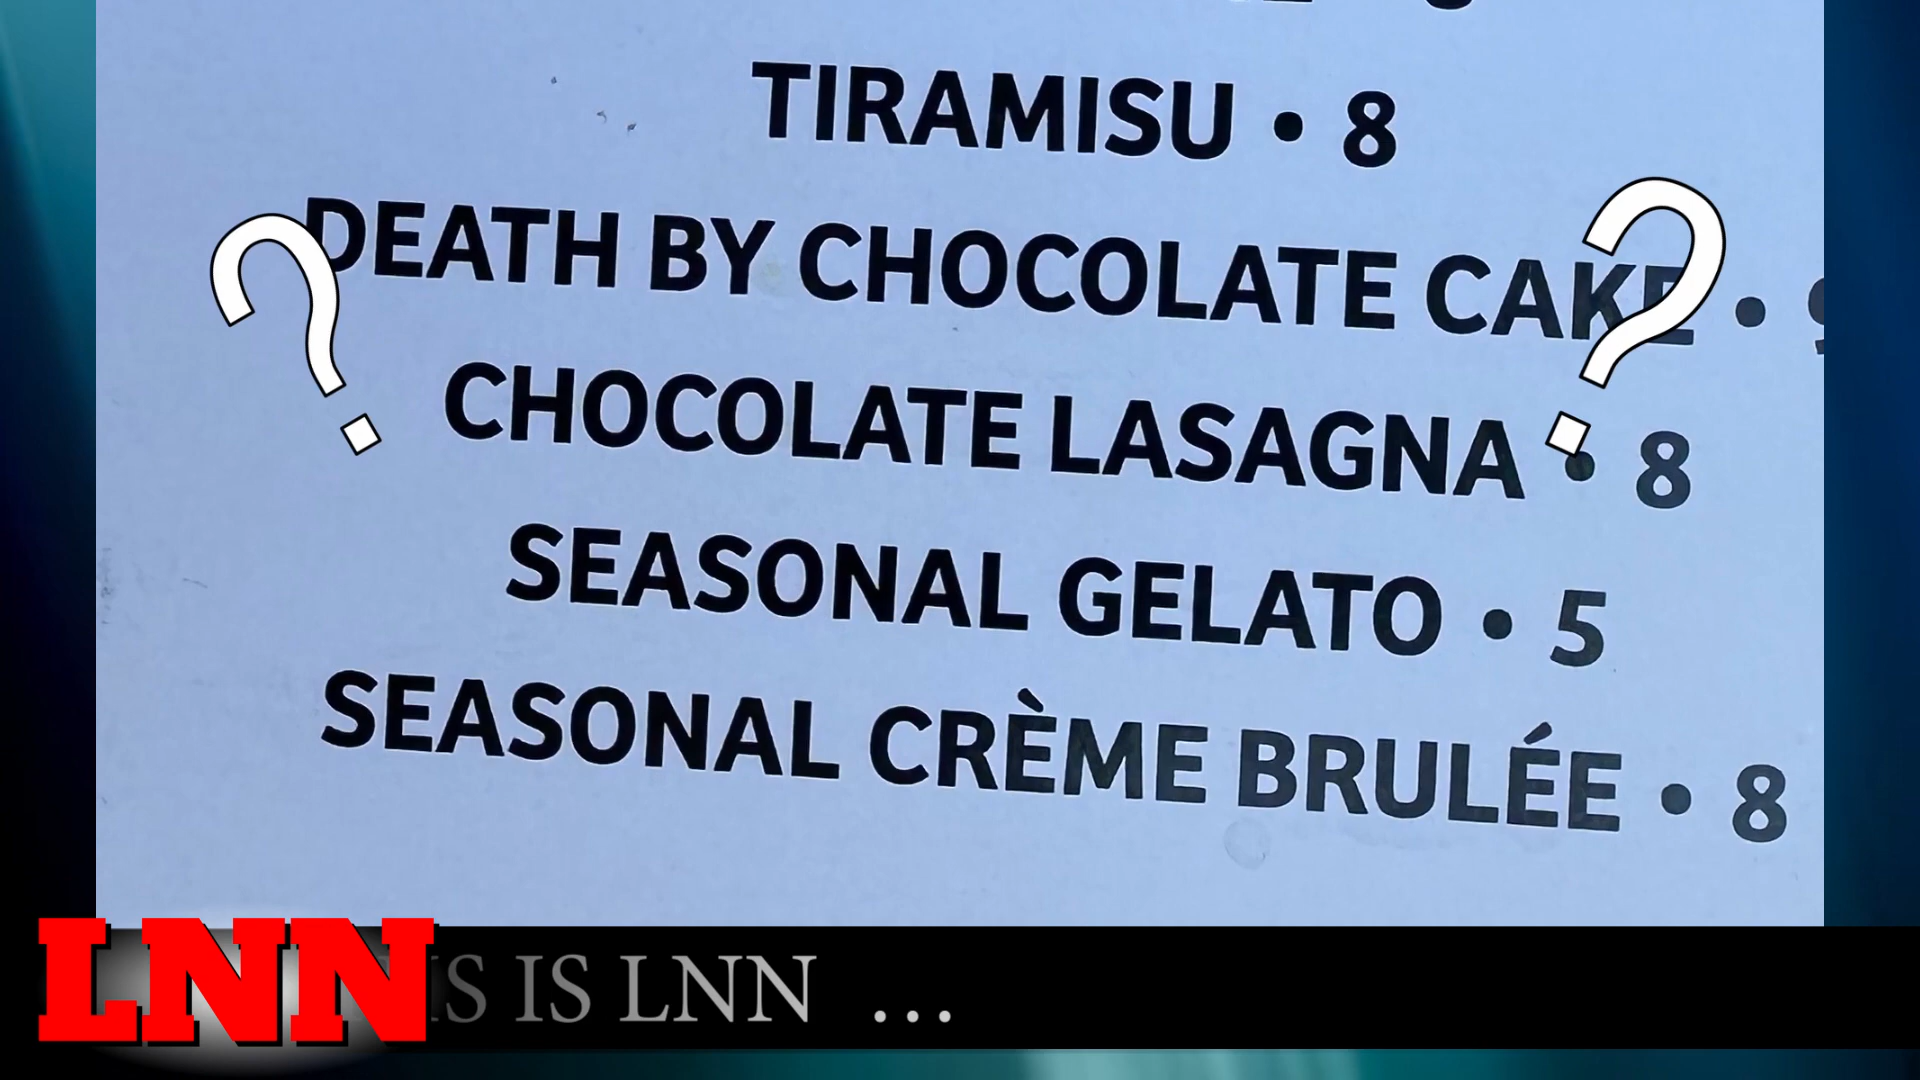 TIRAMISU • 8
DEATH BY CHOCOLATE CAKE •
CHOCOLATE LASAGNA • 8
SEASONAL GELATO • 5
SEASONAL CRÈME BRULÉE • 8
? ?
LNN
IS LNN ...